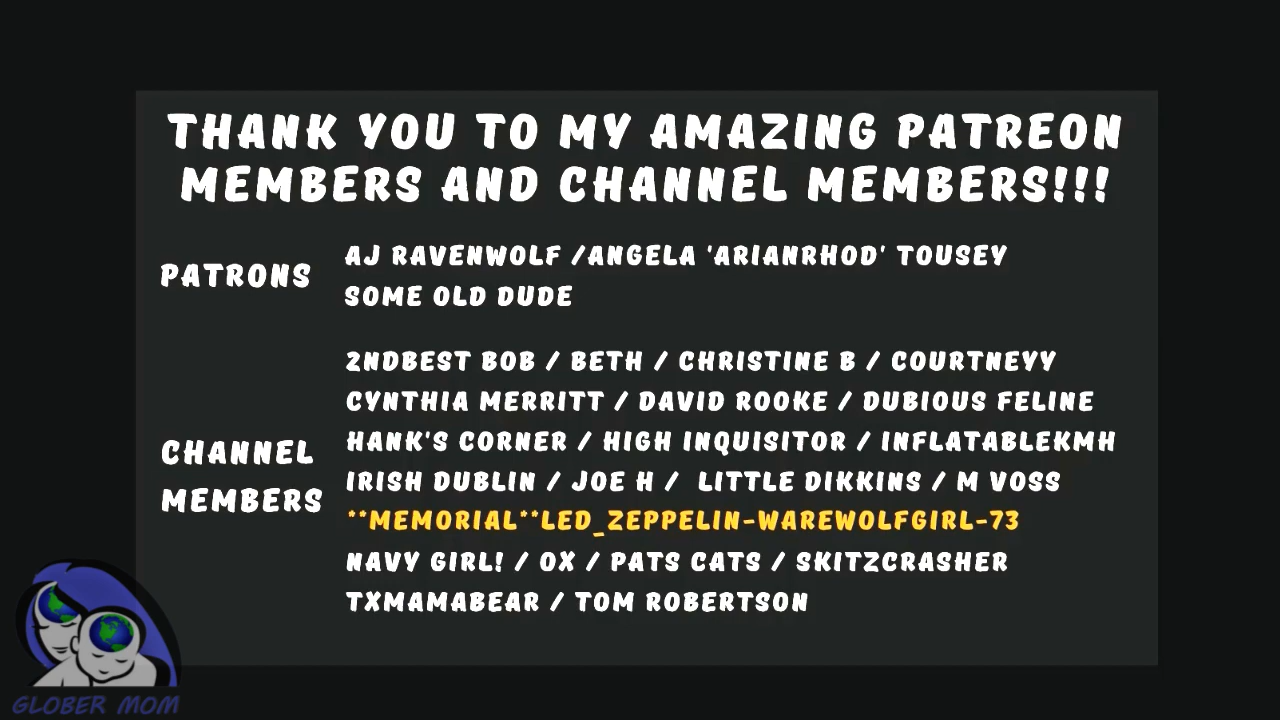 THANK YOU TO MY AMAZING PATREON
MEMBERS AND CHANNEL MEMBERS!!!
PATRONS
AJ RAVENWOLF /ANGELA 'ARIANRHOD' TOUSEY
SOME OLD DUDE
CHANNEL
MEMBERS
2NDBEST BOB / BETH / CHRISTINE B / COURTNEYY
CYNTHIA MERRITT / DAVID ROOKE / DUBIOUS FELINE
HANK'S CORNER / HIGH INQUISITOR / INFLATABLEKMH
IRISH DUBLIN / JOE H / LITTLE DIKKINS / M VOSS
**MEMORIAL**LED_ZEPPELIN-WAREWOLFGIRL-73
NAVY GIRL! / OX / PATS CATS / SKITZCRASHER
TXMAMABEAR / TOM ROBERTSON
GLOBER MOM